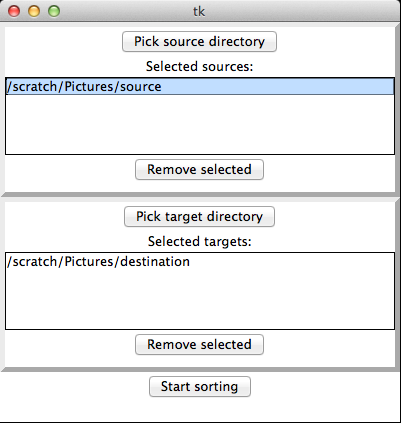 tk
Pick source directory
Selected sources:
/scratch/Pictures/source
Remove selected
Pick target directory
Selected targets:
/scratch/Pictures/destination
Remove selected
Start sorting